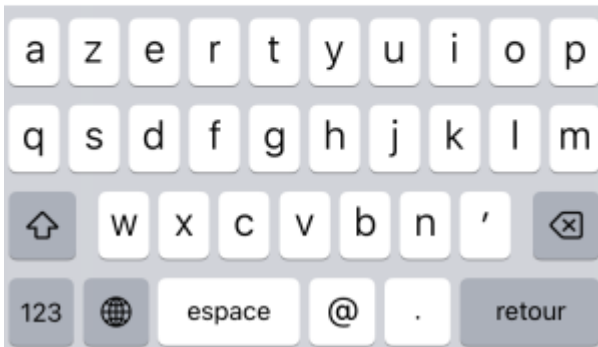 a z e r t y u i o p
q s d f g h j k l m
w x c v b n ′
123 espace @ . retour